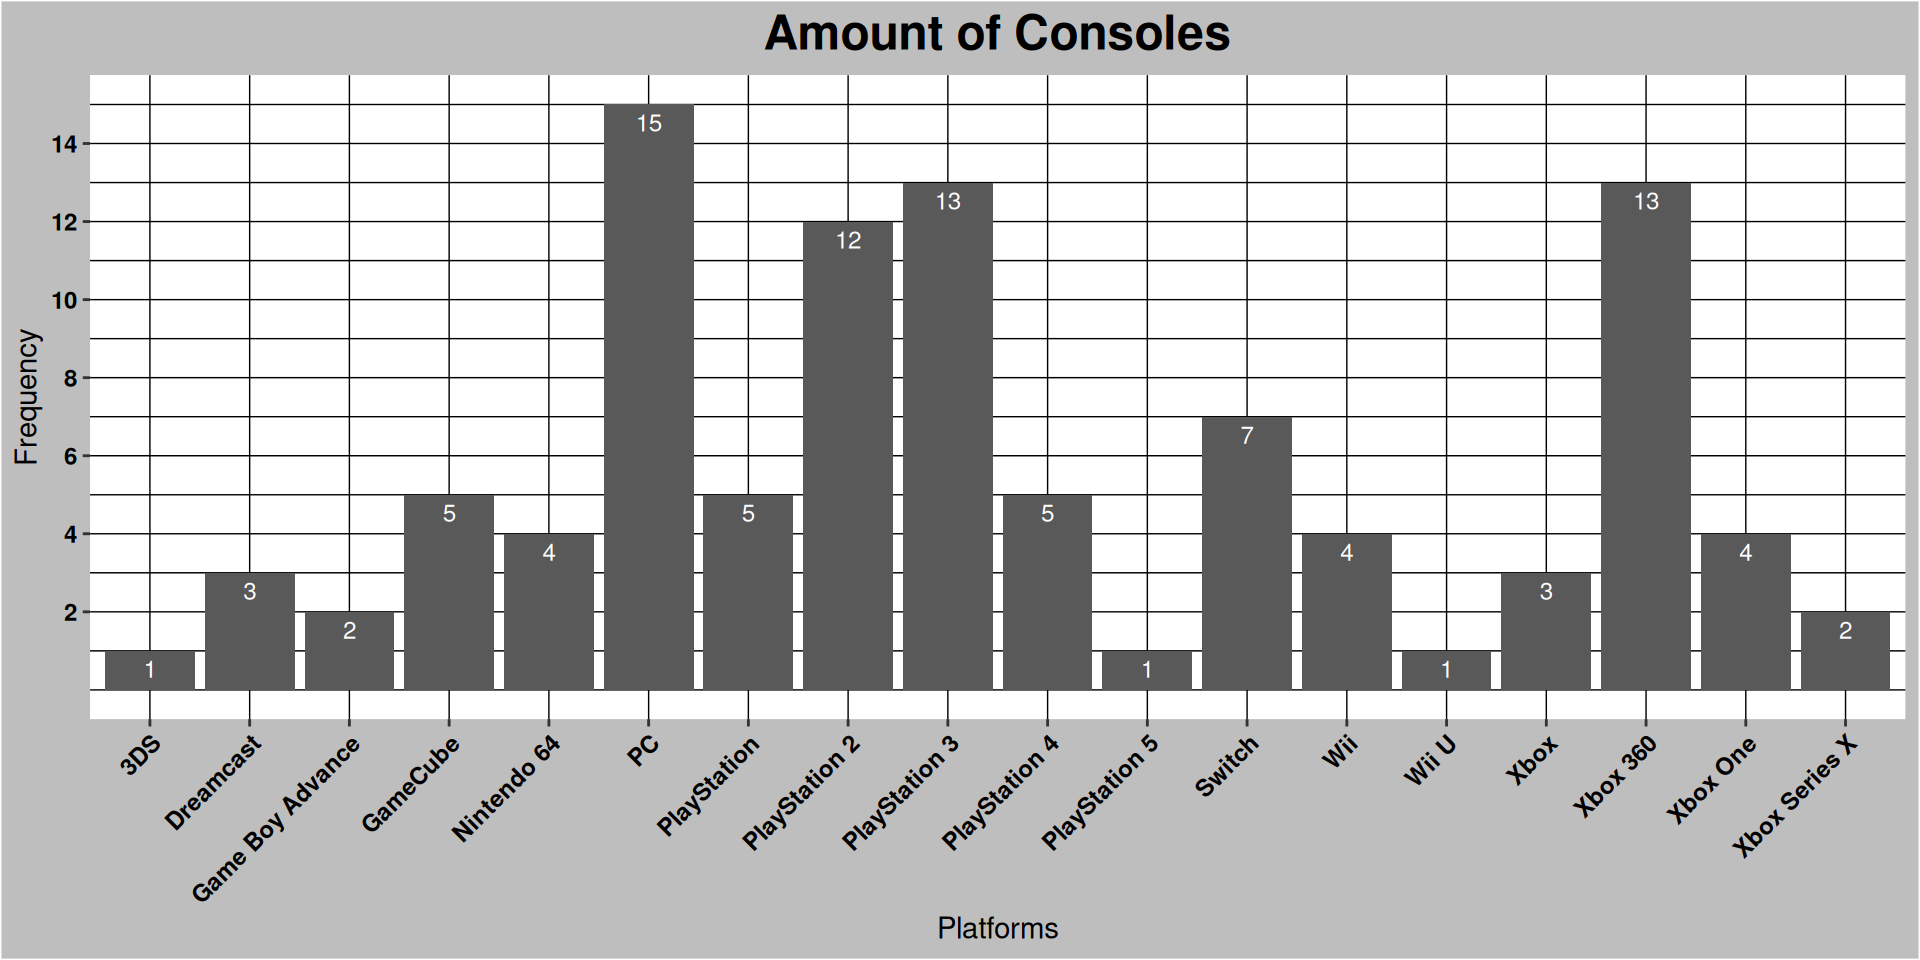 Amount of Consoles
Frequency
14
12
10
8
6
4
2
1
3
2
5
4
15
5
12
13
5
1
7
4
1
3
13
4
2
3DS
Dreamcast
Game Boy Advance
GameCube
Nintendo 64
PC
PlayStation
PlayStation 2
PlayStation 3
PlayStation 4
PlayStation 5
Switch
Wii
Wii U
Xbox
Xbox 360
Xbox One
Xbox Series X
Platforms